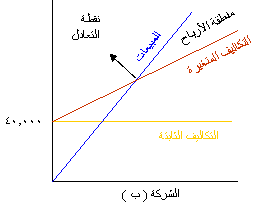 نقطة
التعادل
المبيعات
منطقة الأرباح
التكاليف المتغيرة
٤٠,٠٠٠
التكاليف الثابتة
الشركة ( ب )